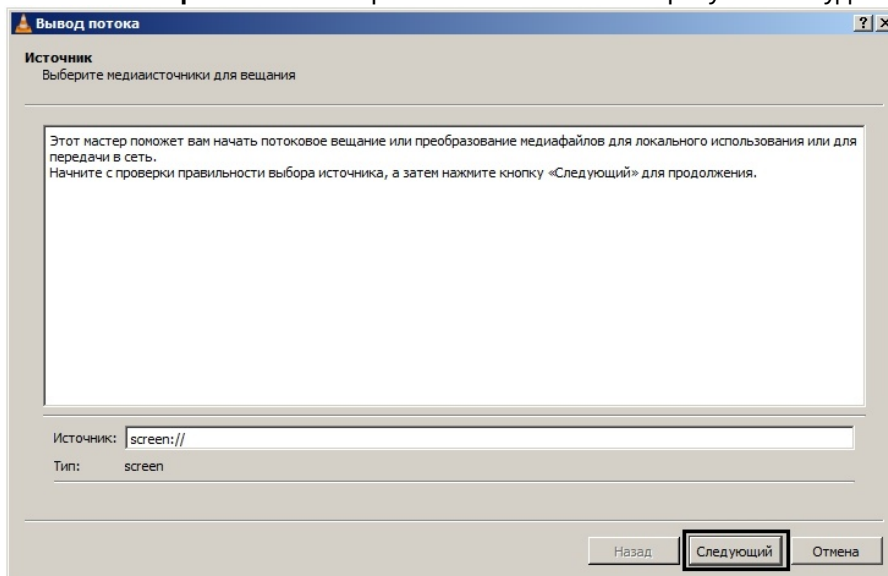 Вывод потока
Источник
Выберите медиаисточники для вещания
Этот мастер поможет вам начать потоковое вещание или преобразование медиафайлов для локального использования или для
передачи в сеть.
Начните с проверки правильности выбора источника, а затем нажмите кнопку «Следующий» для продолжения.
Источник: screen://
Тип: screen
Назад Следующий Отмена